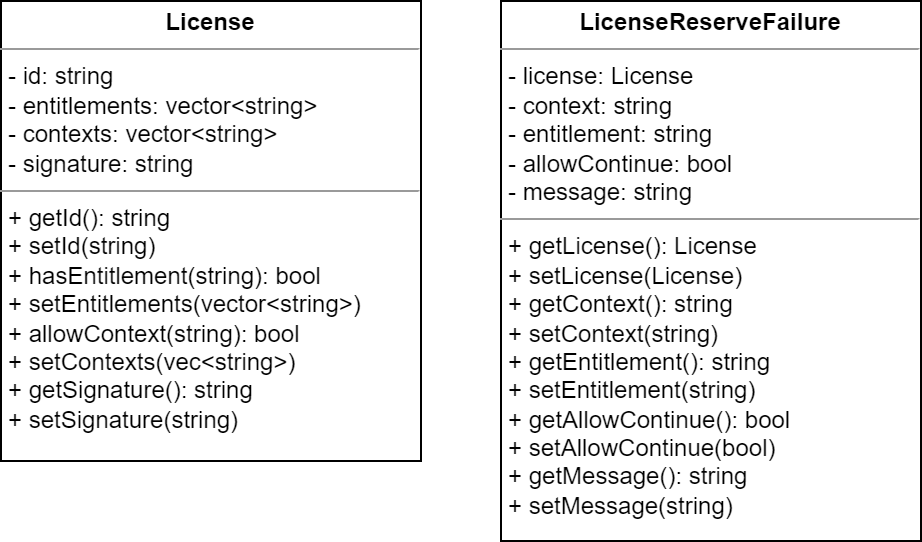 License
- id: string
- entitlements: vector<string>
- contexts: vector<string>
- signature: string
+ getId(): string
+ setId(string)
+ hasEntitlement(string): bool
+ setEntitlements(vector<string>)
+ allowContext(string): bool
+ setContexts(vec<string>)
+ getSignature(): string
+ setSignature(string)
LicenseReserveFailure
- license: License
- context: string
- entitlement: string
- allowContinue: bool
- message: string
+ getLicense(): License
+ setLicense(License)
+ getContext(): string
+ setContext(string)
+ getEntitlement(): string
+ setEntitlement(string)
+ getAllowContinue(): bool
+ setAllowContinue(bool)
+ getMessage(): string
+ setMessage(string)